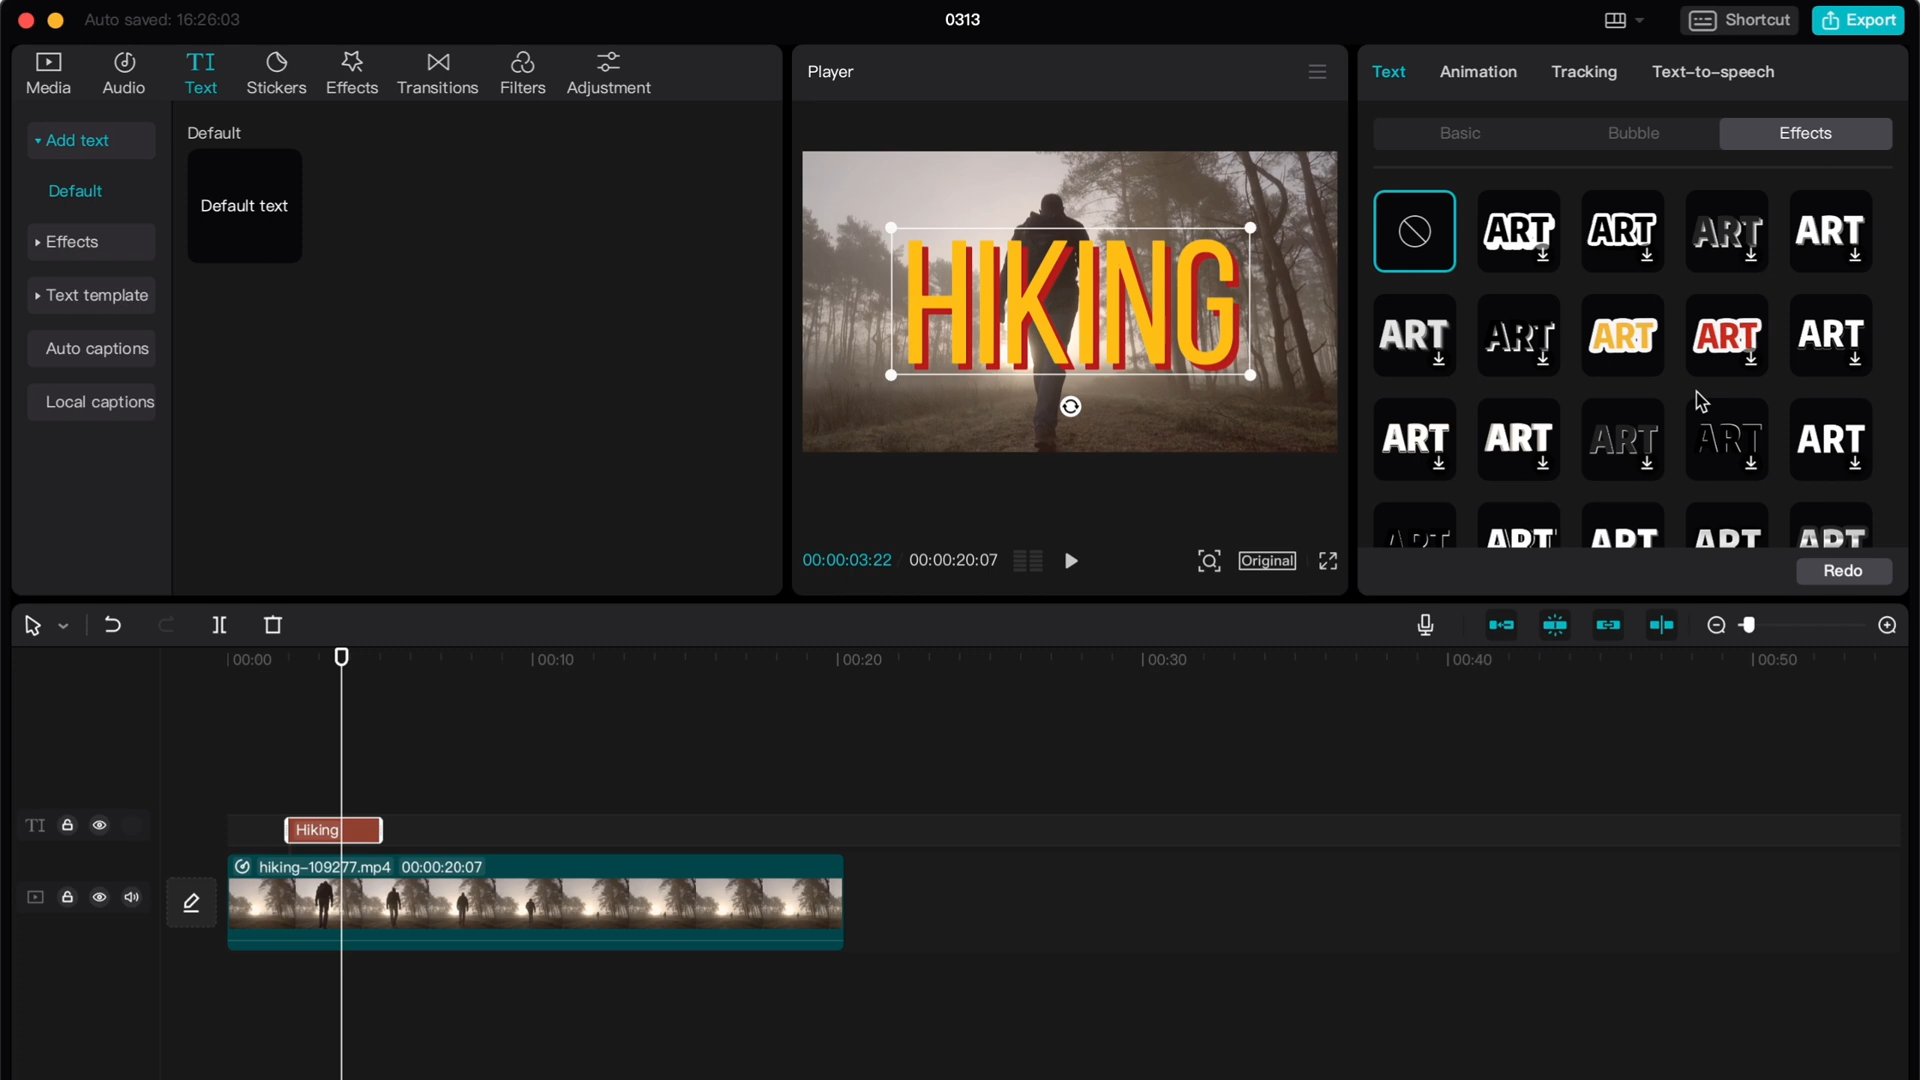 Auto saved: 16:26:03
0313
Shortcut
Export
Media
Audio
TI
Text
Stickers
Effects
Transitions
Filters
Adjustment
Add text
Default
Effects
Text template
Auto captions
Local captions
Default
Default text
Player
HIKING
00:00:03:22 / 00:00:20:07
Original
Text
Animation
Tracking
Text-to-speech
Basic
Bubble
Effects
ART ART ART ART
ART ART ART ART ART
ART ART ART ART ART
ART ART ART ART ART
Redo
00:00
00:10
00:20
00:30
00:40
00:50
TI
Hiking
hiking-109277.mp4 00:00:20:07